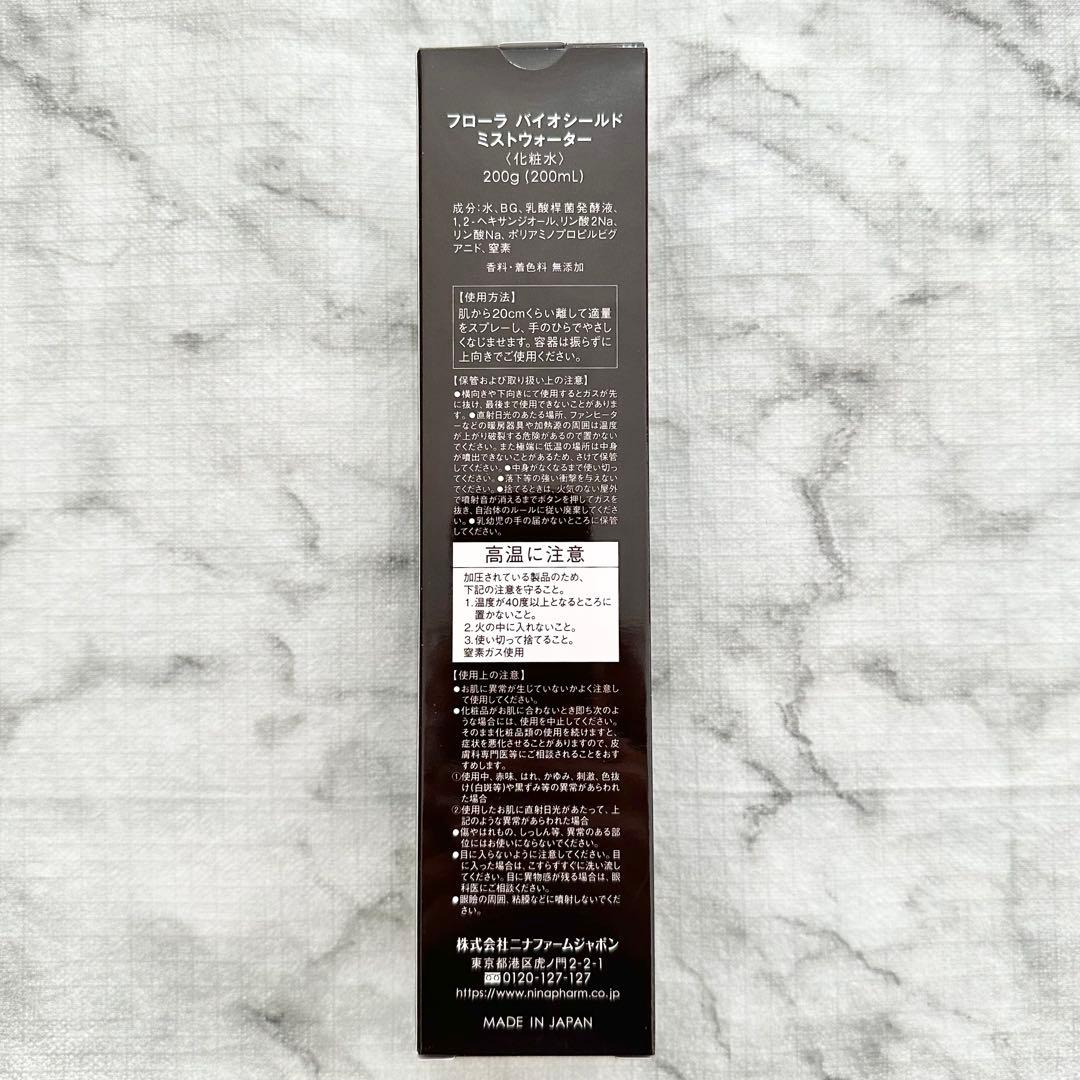 フローラ バイオシールド
ミストウォーター
〈化粧水〉
200g (200mL)
成分:水、BG、乳酸桿菌発酵液、
1,2-ヘキサンジオール、リン酸2Na、
リン酸Na、ポリアミノプロピルビグ
アニド、窒素
香料・着色料 無添加
【使用方法】
肌から20cmくらい離して適量
をスプレーし、手のひらでやさし
くなじませます。容器は振らずに
上向きでご使用ください。
【保管および取り扱い上の注意】
●横向きや下向きにて使用するとガスが先
に抜け、最後まで使用できないことがありま
す。●直射日光のあたる場所、ファンヒータ
ーなどの暖房器具や加熱源の周囲は温度
が上がり破裂する危険があるので置かない
でください。また極端に低温の場所は中身
が噴出できないことがあるため、さけて保管
してください。●中身がなくなるまで使い切っ
てください。●落下等の強い衝撃を与えない
でください。●捨てるときは、火気のない屋外
で噴射音が消えるまでボタンを押してガスを
抜き、自治体のルールに従い廃棄してくださ
い。●乳幼児の手の届かないところに保管
してください。
高温に注意
加圧されている製品のため、
下記の注意を守ること。
1.温度が40度以上となるところに
置かないこと。
2.火の中に入れないこと。
3.使い切って捨てること。
窒素ガス使用
【使用上の注意】
●お肌に異常が生じていないかよく注意し
て使用してください。
●化粧品がお肌に合わないとき即ち次のよ
うな場合には、使用を中止してください。
そのまま化粧品類の使用を続けますと、
症状を悪化させることがありますので、皮
膚科専門医等にご相談されることをおす
すめします。
①使用中、赤味、はれ、かゆみ、刺激、色抜
け(白斑等)や黒ずみ等の異常があらわれ
た場合
②使用したお肌に直射日光があたって、上
記のような異常があらわれた場合
●傷やはれもの、しっしん等、異常のある部
位にはお使いにならないでください。
●目に入らないように注意してください。目
に入った場合は、こすらずすぐに洗い流し
てください。目に異物感が残る場合は、眼
科医にご相談ください。
●眼瞼の周囲、粘膜などに噴射しないでくだ
さい。
株式会社ニナファームジャポン
東京都港区虎ノ門2-2-1
0120-127-127
https://www.ninapharm.co.jp
MADE IN JAPAN